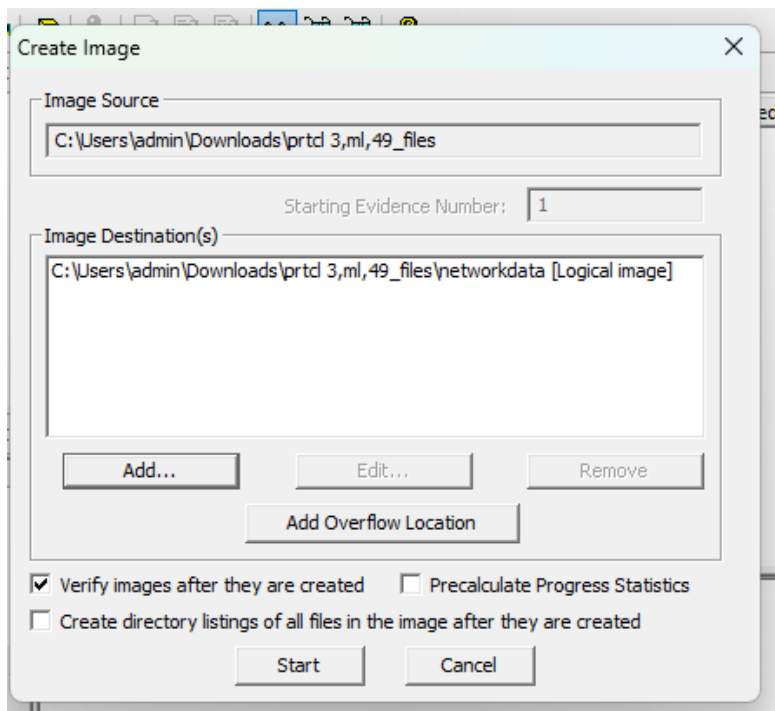 Create Image
Image Source
C:\Users\admin\Downloads\prtcl 3,ml,49_files
Starting Evidence Number: 1
Image Destination(s)
C:\Users\admin\Downloads\prtcl 3,ml,49_files\networkdata [Logical image]
Add... Edit... Remove
Add Overflow Location
Verify images after they are created Precalculate Progress Statistics
Create directory listings of all files in the image after they are created
Start Cancel